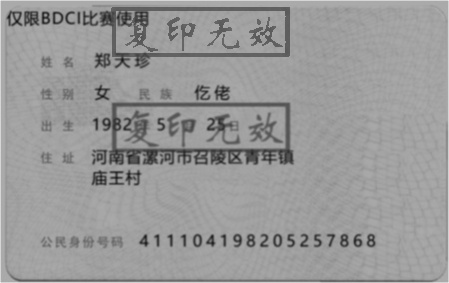 仅限BDCI比赛使用
复印无效
姓名 郑天珍
性别 女 民族 仡佬
复印无效
出生 1982 5 25日
住址 河南省漯河市召陵区青年镇
庙王村
公民身份号码 411104198205257868